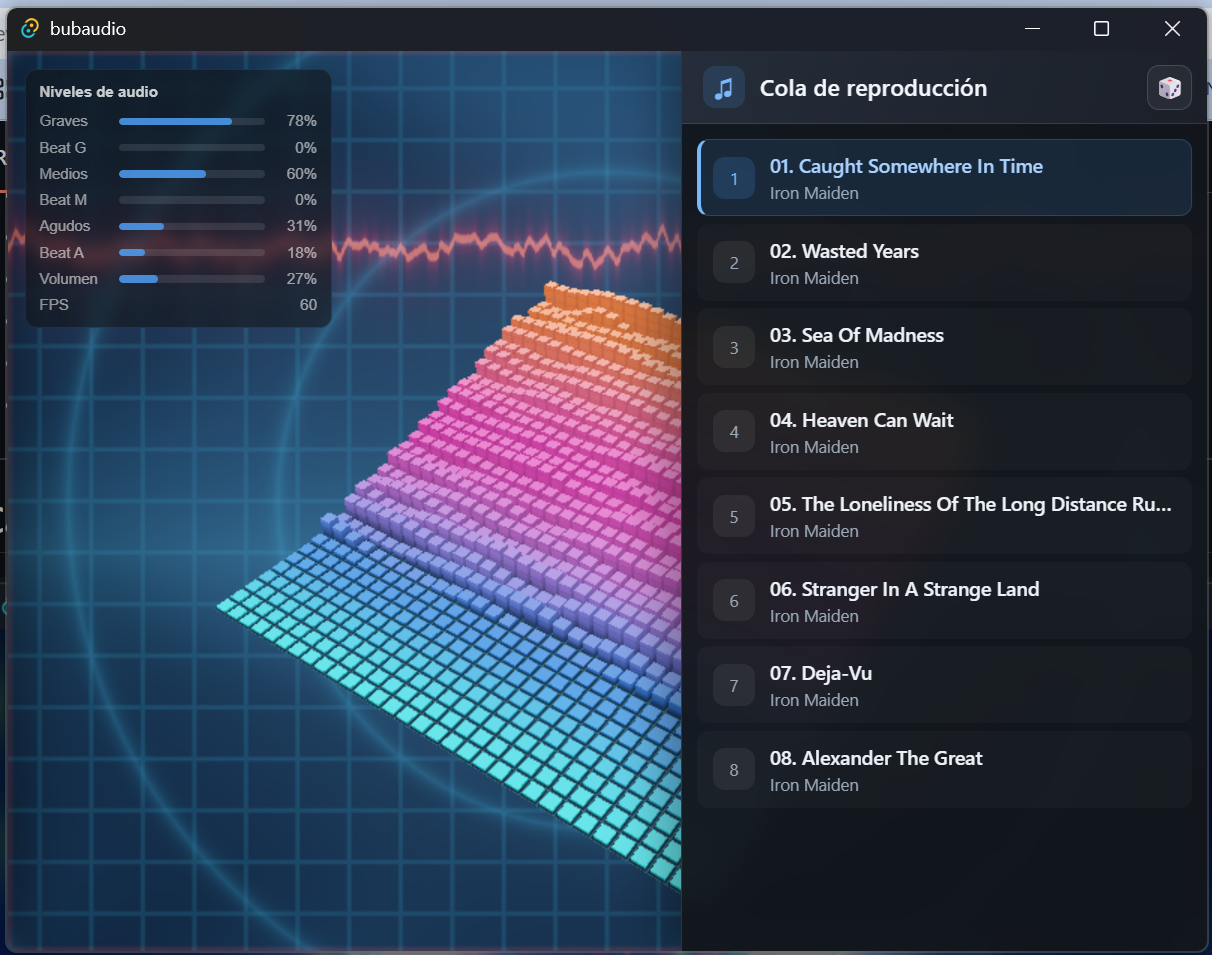 bubaudio
Niveles de audio
Graves 78%
Beat G 0%
Medios 60%
Beat M 0%
Agudos 31%
Beat A 18%
Volumen 27%
FPS 60
Cola de reproducción
1 01. Caught Somewhere In Time
Iron Maiden
2 02. Wasted Years
Iron Maiden
3 03. Sea Of Madness
Iron Maiden
4 04. Heaven Can Wait
Iron Maiden
5 05. The Loneliness Of The Long Distance Ru...
Iron Maiden
6 06. Stranger In A Strange Land
Iron Maiden
7 07. Deja-Vu
Iron Maiden
8 08. Alexander The Great
Iron Maiden